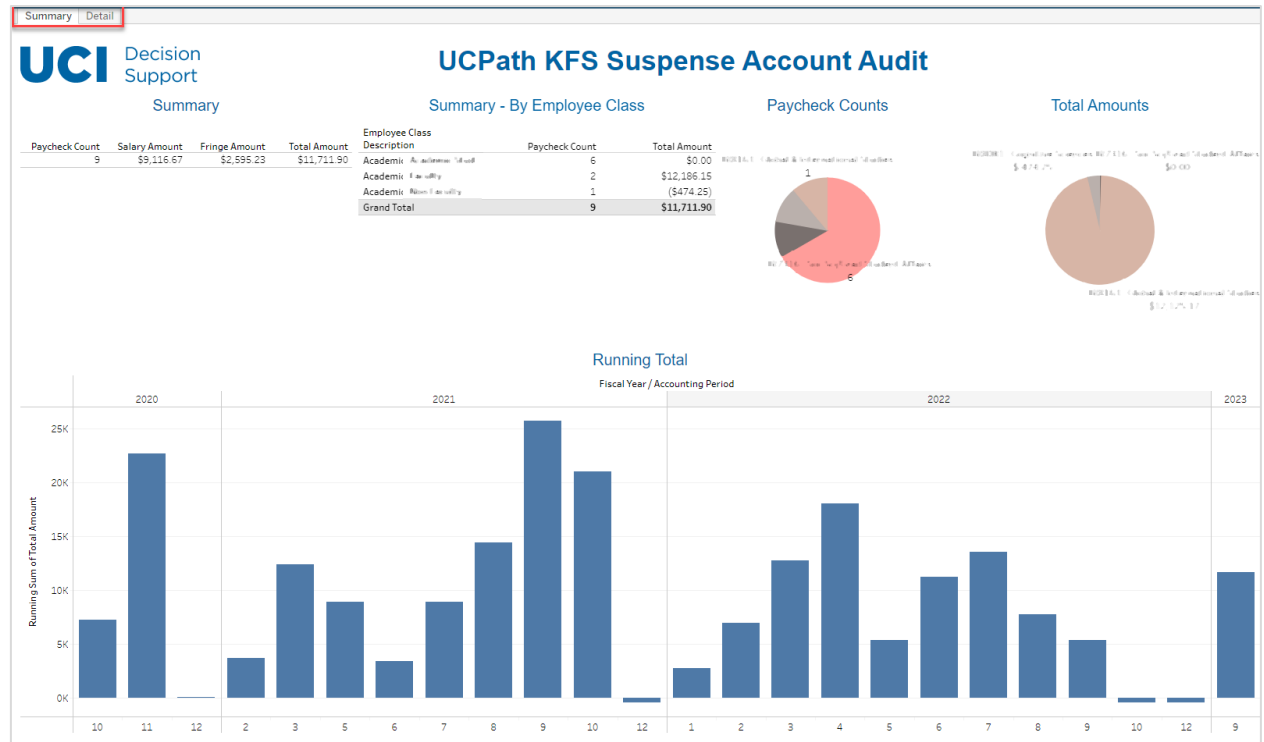 Summary Detail
UCI Decision Support
UCPath KFS Suspense Account Audit
Summary
Paycheck Count Salary Amount Fringe Amount Total Amount
9 $9,116.67 $2,595.23 $11,711.90
Summary - By Employee Class
Employee Class
Description Paycheck Count Total Amount
Academic 6 $0.00
Academic 2 $12,186.15
Academic 1 ($474.25)
Grand Total 9 $11,711.90
Paycheck Counts
1
6
Total Amounts
Running Total
Fiscal Year / Accounting Period
2020 2021 2022 2023
Running Sum of Total Amount
25K
20K
15K
10K
5K
0K
10 11 12 2 3 5 6 7 8 9 10 12 1 2 3 4 5 6 7 8 9 10 12 9